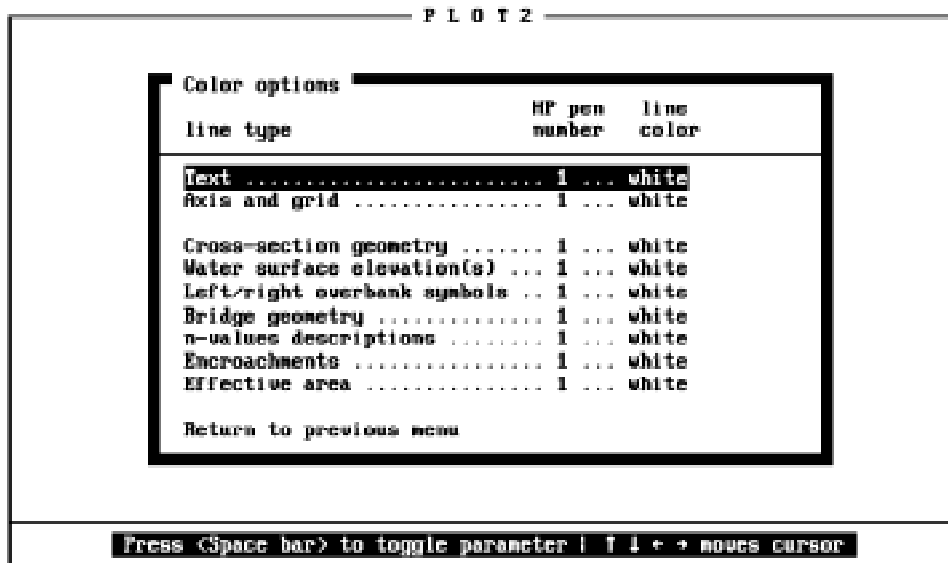 P L O T 2
Color options
HP pen line
line type number color
Text ......................... 1 ... white
Axis and grid ................ 1 ... white
Cross-section geometry ....... 1 ... white
Water surface elevation(s) ... 1 ... white
Left/right overbank symbols .. 1 ... white
Bridge geometry .............. 1 ... white
n-values descriptions ........ 1 ... white
Encroachments ................ 1 ... white
Effective area ............... 1 ... white
Return to previous menu
Press <Space bar> to toggle parameter | ↑ ↓ ← → moves cursor